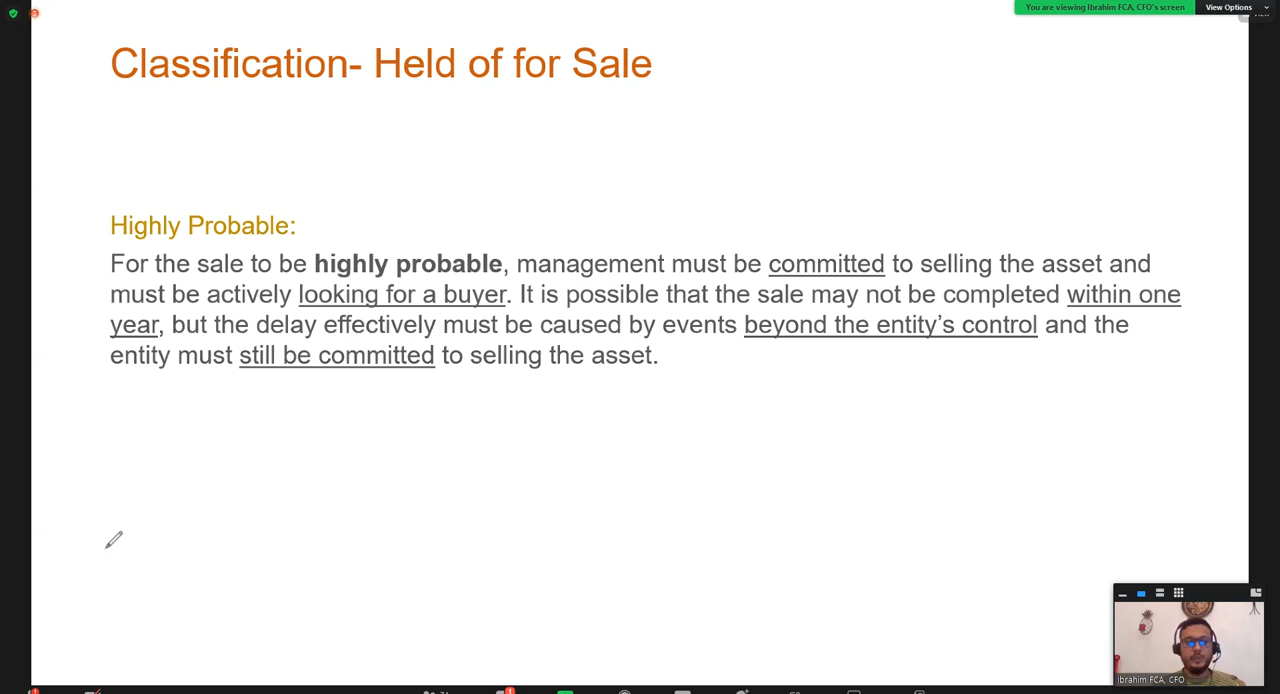 You are viewing Ibrahim FCA, CFO's screen
View Options
View
Classification- Held of for Sale
Highly Probable:
For the sale to be highly probable, management must be committed to selling the asset and
must be actively looking for a buyer. It is possible that the sale may not be completed within one
year, but the delay effectively must be caused by events beyond the entity’s control and the
entity must still be committed to selling the asset.
Ibrahim FCA, CFO
1